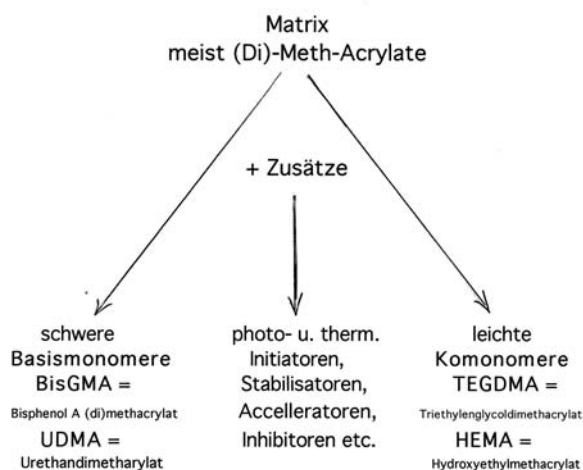 Matrix
meist (Di)-Meth-Acrylate
+ Zusätze
schwere
Basismonomere
BisGMA =
Bisphenol A (di)methacrylat
UDMA =
Urethandimetharylat
photo- u. therm.
Initiatoren,
Stabilisatoren,
Accelleratoren,
Inhibitoren etc.
leichte
Komonomere
TEGDMA =
Triethylenglycoldimethacrylat
HEMA =
Hydroxyethylmethacrylat